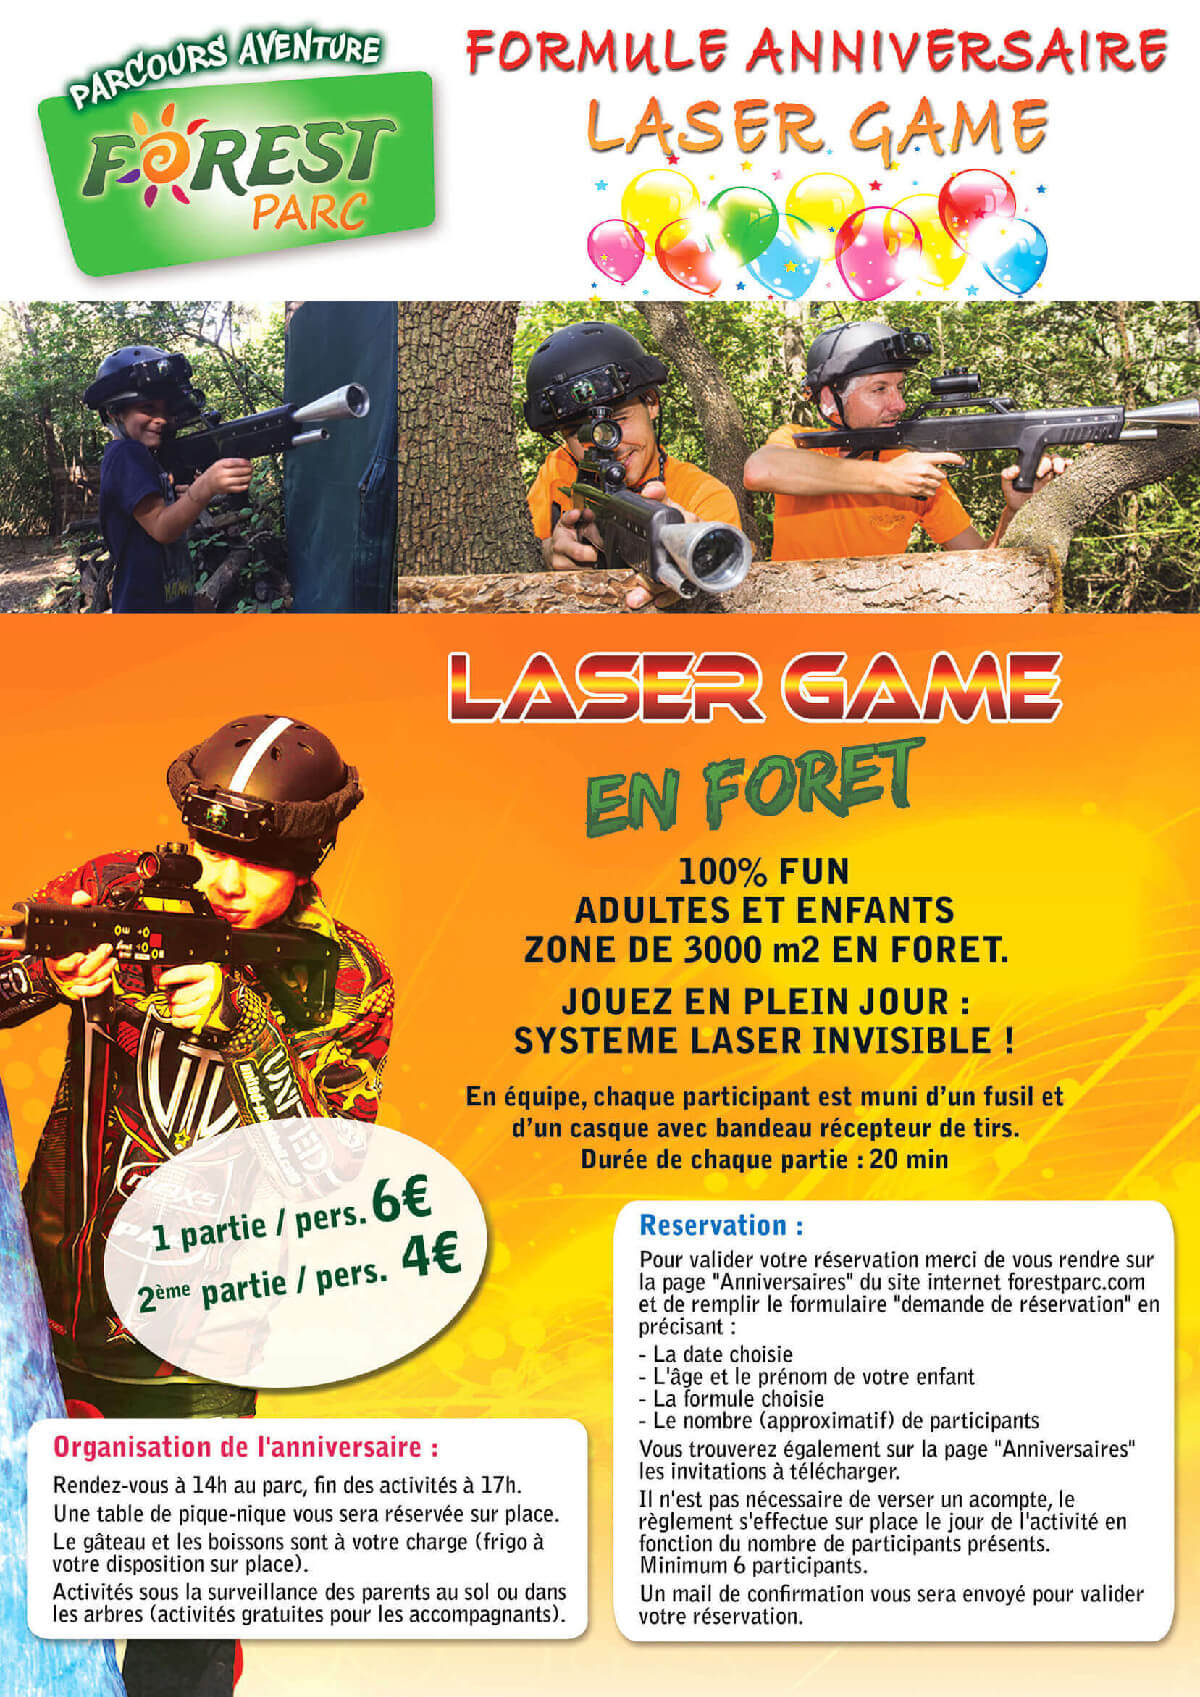 PARCOURS AVENTURE
FOREST
PARC
FORMULE ANNIVERSAIRE
LASER GAME
LASER GAME
EN FORET
100% FUN
ADULTES ET ENFANTS
ZONE DE 3000 m2 EN FORET.
JOUEZ EN PLEIN JOUR :
SYSTEME LASER INVISIBLE !
En équipe, chaque participant est muni d'un fusil et
d'un casque avec bandeau récepteur de tirs.
Durée de chaque partie : 20 min
1 partie / pers. 6€
2ème partie / pers. 4€
Organisation de l'anniversaire :
Rendez-vous à 14h au parc, fin des activités à 17h.
Une table de pique-nique vous sera réservée sur place.
Le gâteau et les boissons sont à votre charge (frigo à
votre disposition sur place).
Activités sous la surveillance des parents au sol ou dans
les arbres (activités gratuites pour les accompagnants).
Reservation :
Pour valider votre réservation merci de vous rendre sur
la page "Anniversaires" du site internet forestparc.com
et de remplir le formulaire "demande de réservation" en
précisant :
- La date choisie
- L'âge et le prénom de votre enfant
- La formule choisie
- Le nombre (approximatif) de participants
Vous trouverez également sur la page "Anniversaires"
les invitations à télécharger.
Il n'est pas nécessaire de verser un acompte, le
règlement s'effectue sur place le jour de l'activité en
fonction du nombre de participants présents.
Minimum 6 participants.
Un mail de confirmation vous sera envoyé pour valider
votre réservation.